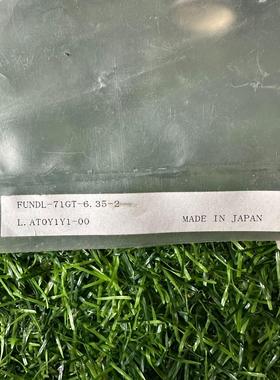 FUNDL-71GT-6.35-2
L.AT0Y1Y1-00 MADE IN JAPAN